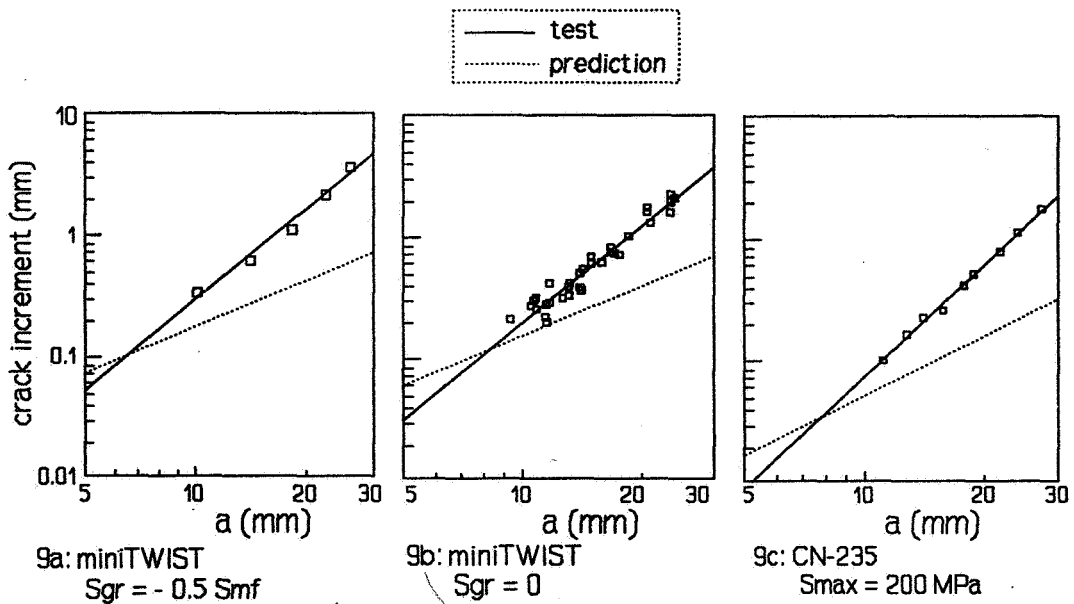 test
prediction
crack increment (mm)
10
1
0.1
0.01
5
10
20
30
a (mm)
9a: miniTWIST
Sgr = - 0.5 Smf
5
10
20
30
a (mm)
9b: miniTWIST
Sgr = 0
5
10
20
30
a (mm)
9c: CN-235
Smax = 200 MPa